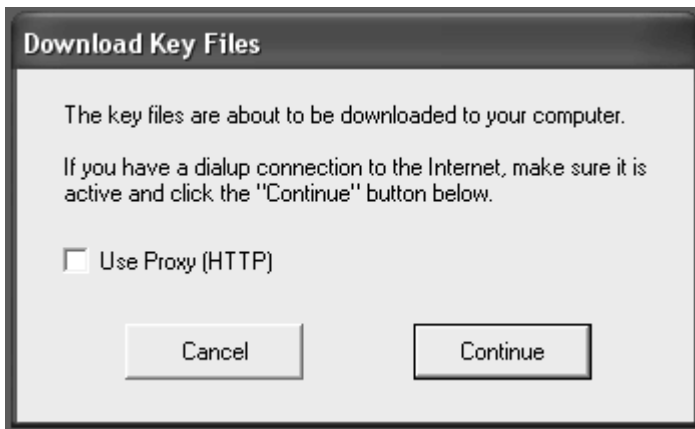 Download Key Files
The key files are about to be downloaded to your computer.
If you have a dialup connection to the Internet, make sure it is
active and click the "Continue" button below.
Use Proxy (HTTP)
Cancel
Continue